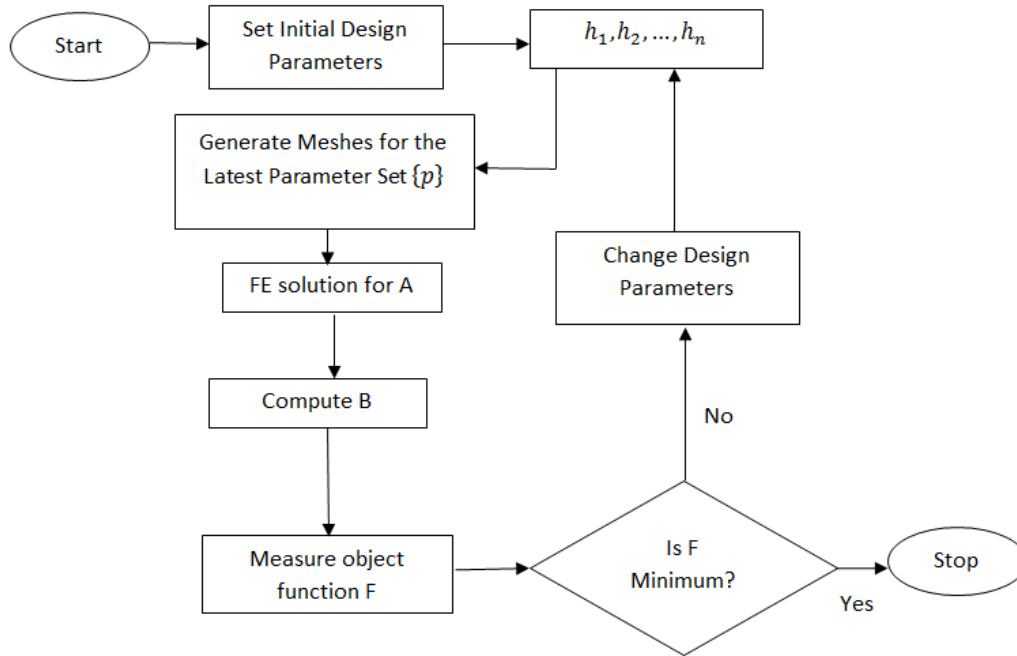 Start
Set Initial Design
Parameters
h₁, h₂, …, hₙ
Generate Meshes for the
Latest Parameter Set {p}
FE solution for A
Compute B
Measure object
function F
Is F
Minimum?
No
Change Design
Parameters
Yes
Stop